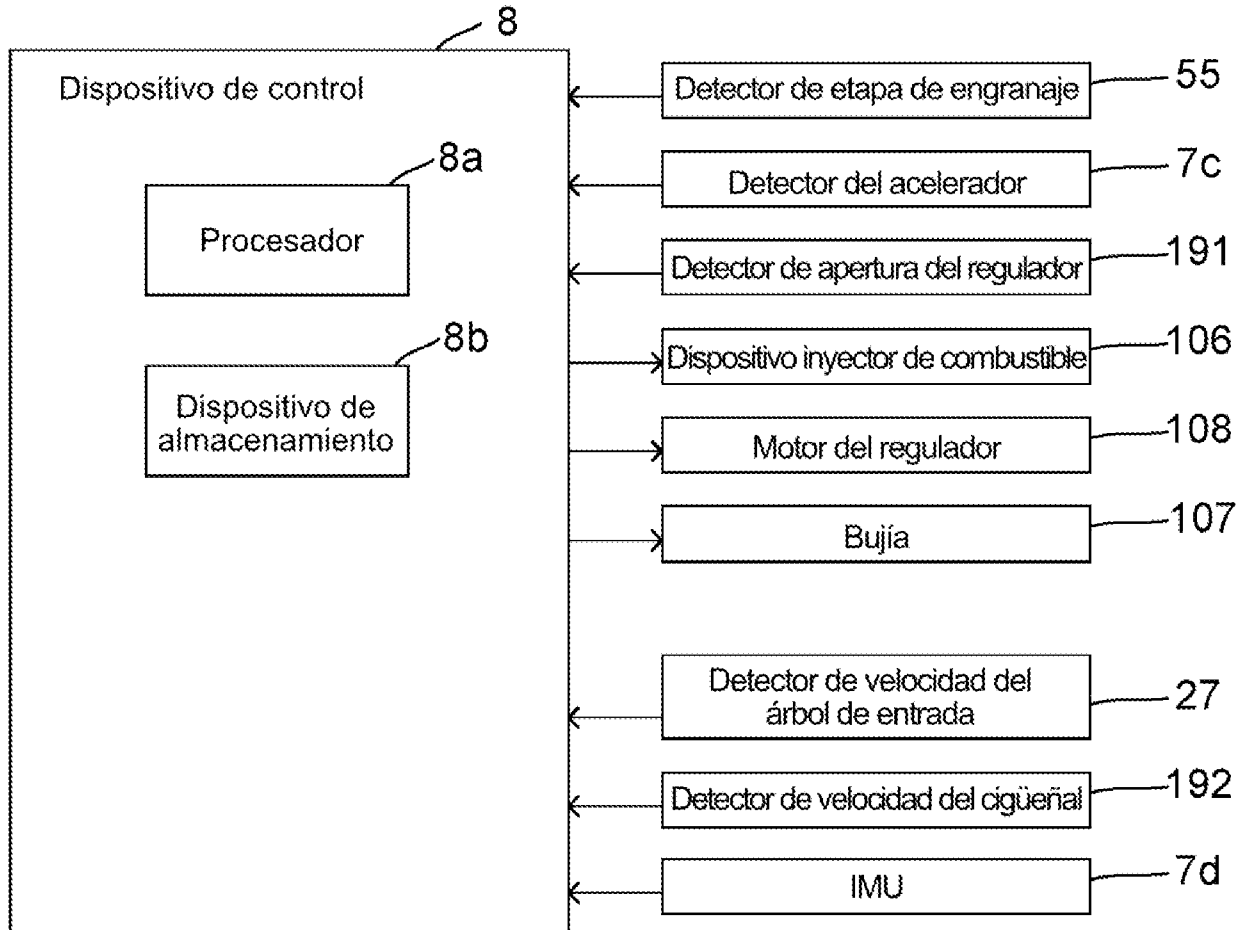 8
Dispositivo de control
8a
Procesador
8b
Dispositivo de
almacenamiento
Detector de etapa de engranaje
55
Detector del acelerador
7c
Detector de apertura del regulador
191
Dispositivo inyector de combustible
106
Motor del regulador
108
Bujía
107
Detector de velocidad del
árbol de entrada
27
Detector de velocidad del cigüeñal
192
IMU
7d